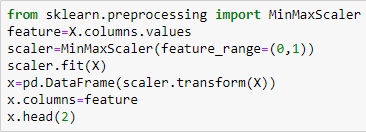 from sklearn.preprocessing import MinMaxScaler
feature=X.columns.values
scaler=MinMaxScaler(feature_range=(0,1))
scaler.fit(X)
x=pd.DataFrame(scaler.transform(X))
x.columns=feature
x.head(2)